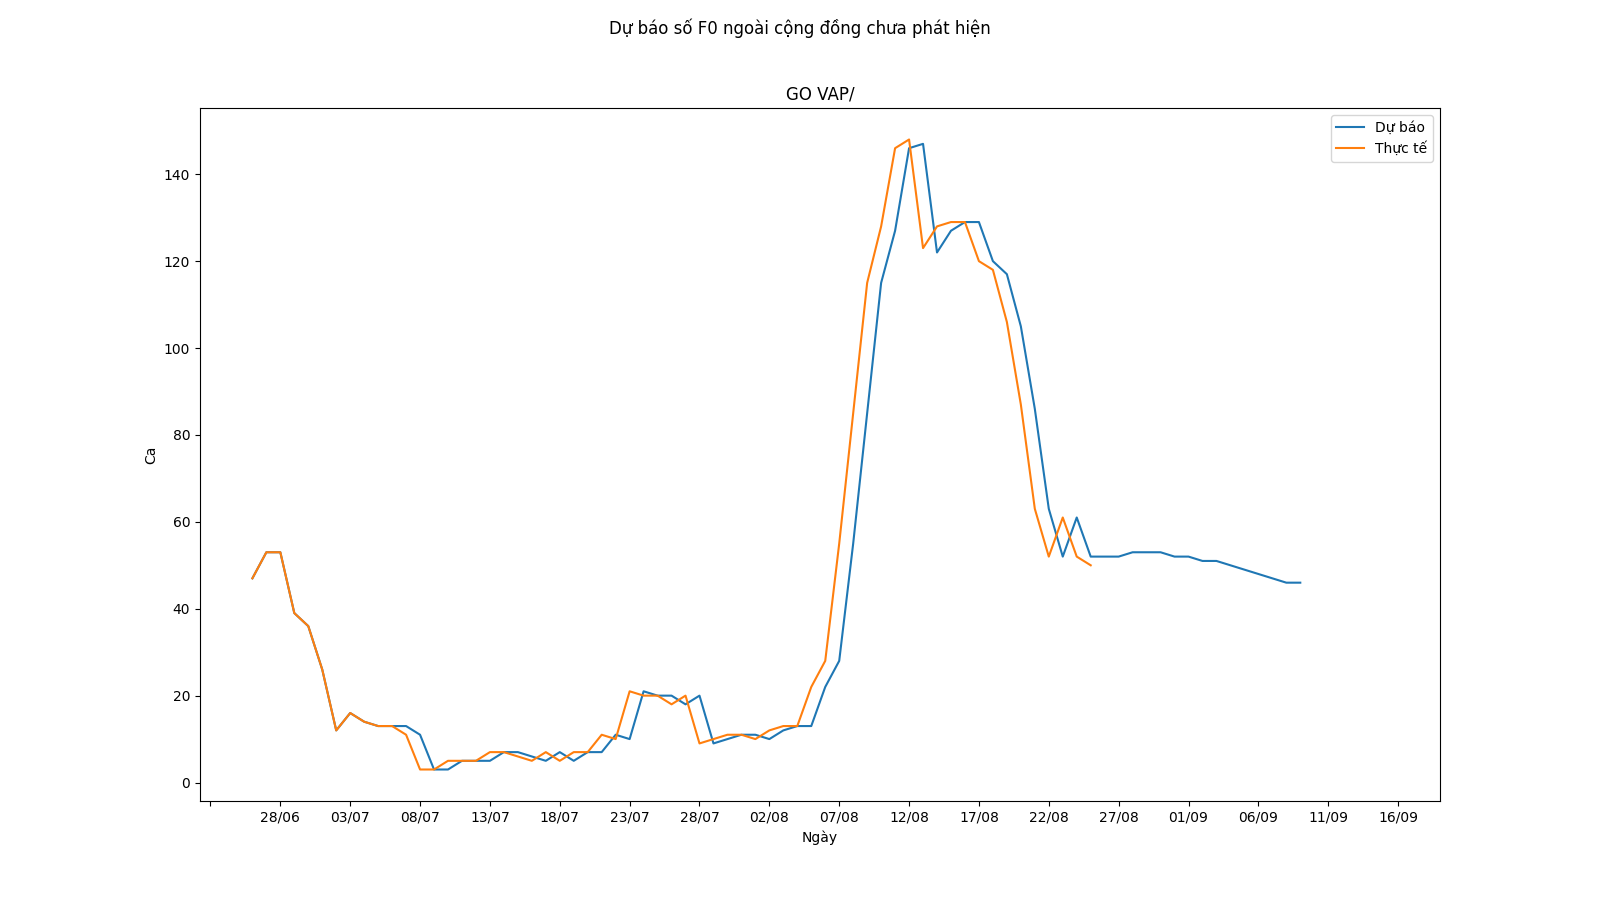 Dự báo số F0 ngoài cộng đồng chưa phát hiện
GO VAP/
Dự báo
Thực tế
140
120
100
80
60
40
20
0
Ca
28/06 03/07 08/07 13/07 18/07 23/07 28/07 02/08 07/08 12/08 17/08 22/08 27/08 01/09 06/09 11/09 16/09
Ngày